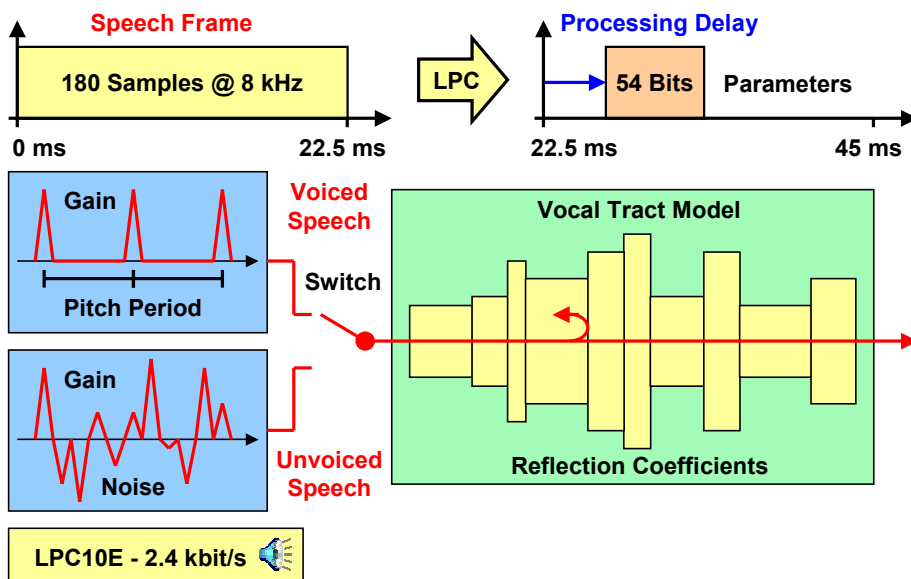 Speech Frame
180 Samples @ 8 kHz
0 ms
22.5 ms
LPC
Processing Delay
54 Bits
Parameters
22.5 ms
45 ms
Gain
Pitch Period
Voiced
Speech
Switch
Gain
Noise
Unvoiced
Speech
Vocal Tract Model
Reflection Coefficients
LPC10E - 2.4 kbit/s